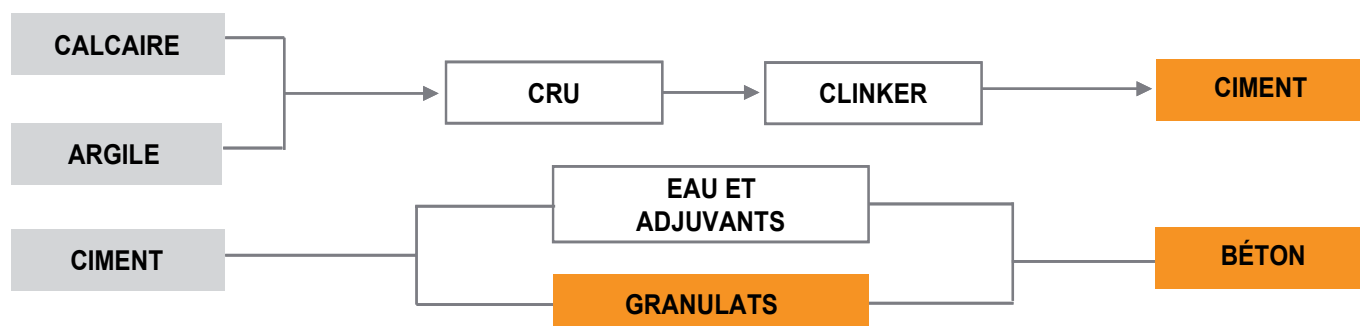 CALCAIRE
CRU
CLINKER
CIMENT
ARGILE
EAU ET
ADJUVANTS
CIMENT
BÉTON
GRANULATS